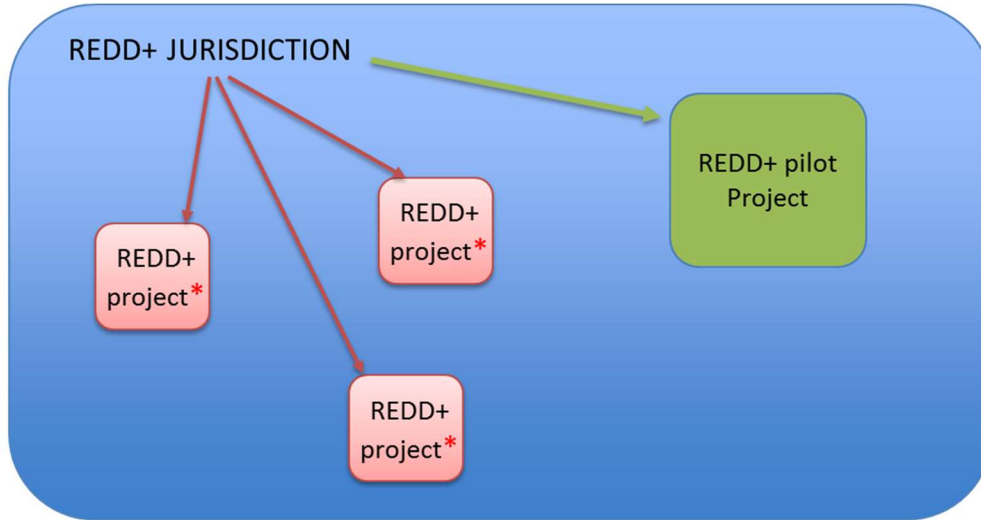 REDD+ JURISDICTION
REDD+ pilot
Project
REDD+
project*
REDD+
project*
REDD+
project*